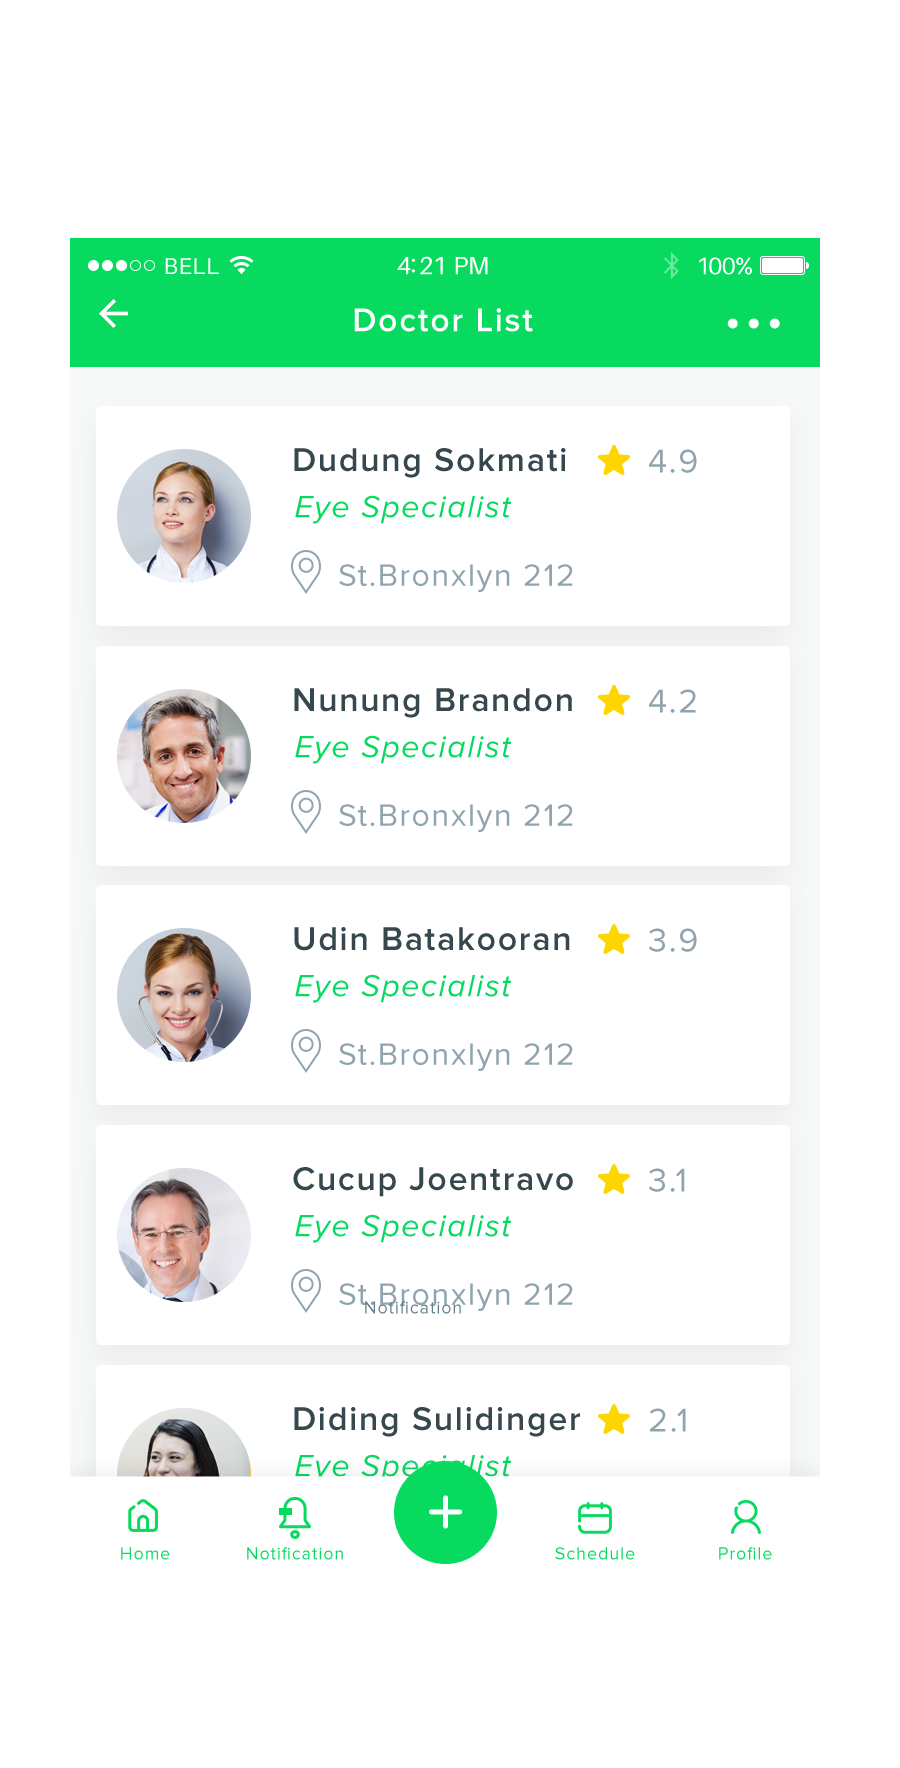 BELL 4:21 PM 100%
Doctor List
Dudung Sokmati 4.9
Eye Specialist
St.Bronxlyn 212
Nunung Brandon 4.2
Eye Specialist
St.Bronxlyn 212
Udin Batakooran 3.9
Eye Specialist
St.Bronxlyn 212
Cucup Joentravo 3.1
Eye Specialist
St.Bronxlyn 212
Notification
Diding Sulidinger 2.1
Eye Specialist
Home Notification Schedule Profile